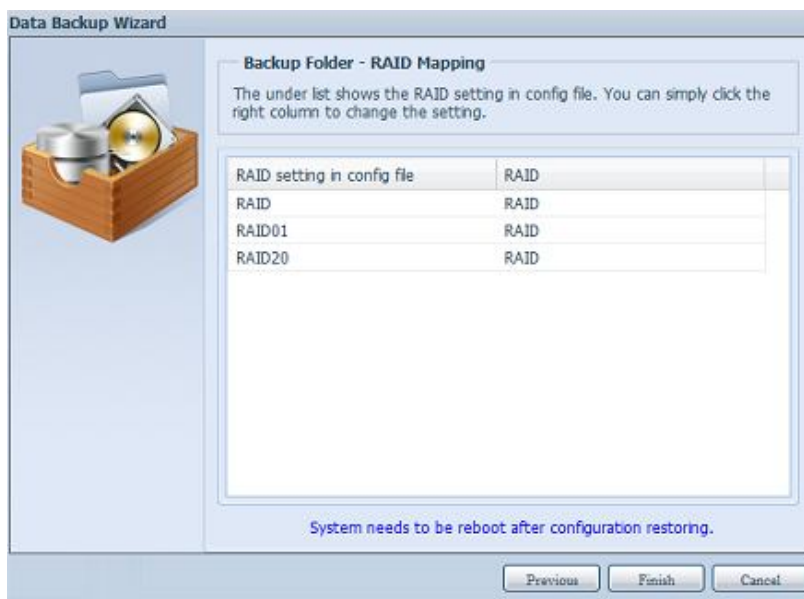 Data Backup Wizard
Backup Folder - RAID Mapping
The under list shows the RAID setting in config file. You can simply click the
right column to change the setting.
RAID setting in config file RAID
RAID RAID
RAID01 RAID
RAID20 RAID
System needs to be reboot after configuration restoring.
Previous Finish Cancel